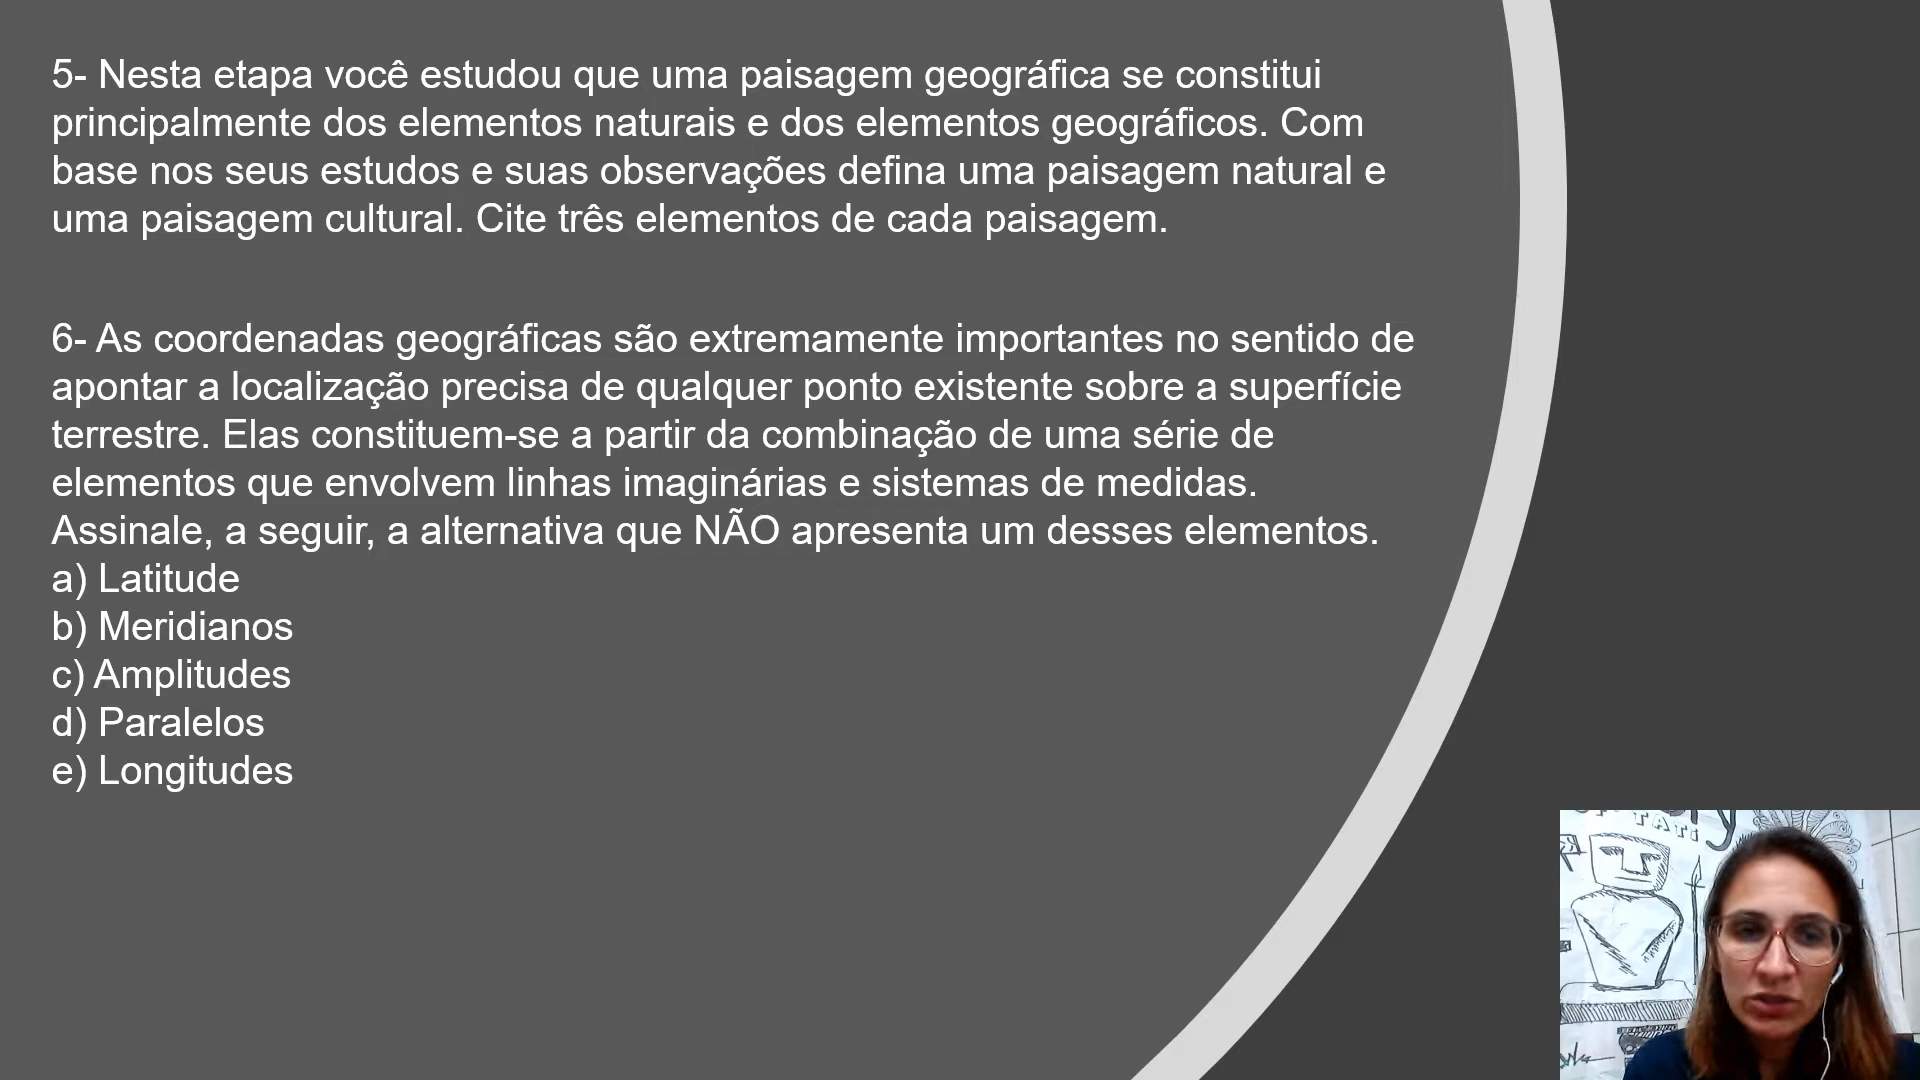 5- Nesta etapa você estudou que uma paisagem geográfica se constitui
principalmente dos elementos naturais e dos elementos geográficos. Com
base nos seus estudos e suas observações defina uma paisagem natural e
uma paisagem cultural. Cite três elementos de cada paisagem.
6- As coordenadas geográficas são extremamente importantes no sentido de
apontar a localização precisa de qualquer ponto existente sobre a superfície
terrestre. Elas constituem-se a partir da combinação de uma série de
elementos que envolvem linhas imaginárias e sistemas de medidas.
Assinale, a seguir, a alternativa que NÃO apresenta um desses elementos.
a) Latitude
b) Meridianos
c) Amplitudes
d) Paralelos
e) Longitudes
TATI